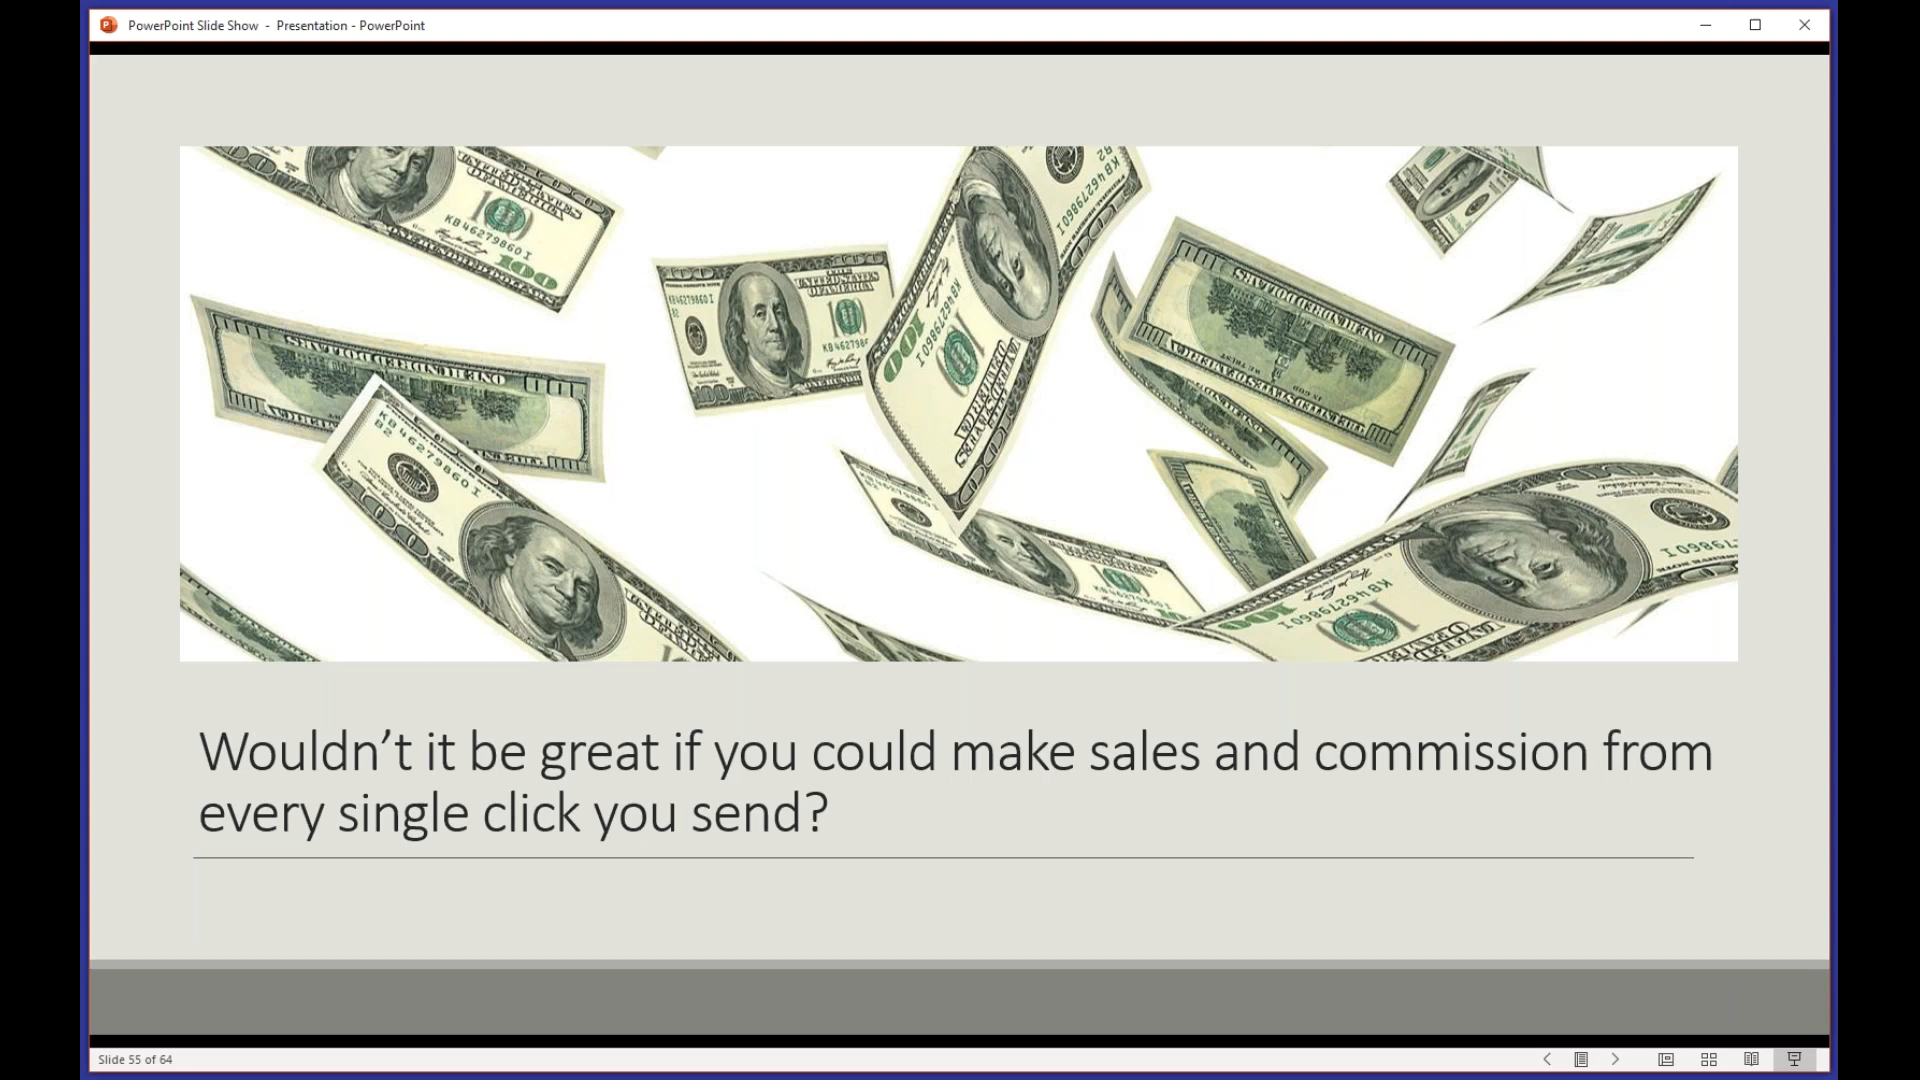 PowerPoint Slide Show - Presentation - PowerPoint
Wouldn’t it be great if you could make sales and commission from
every single click you send?
Slide 55 of 64